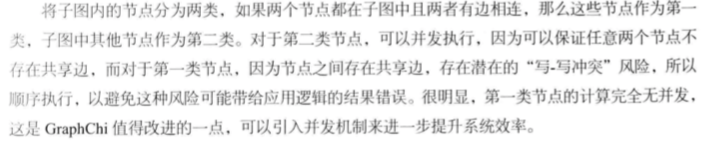 将子图内的节点分为两类，如果两个节点都在子图中且两者有边相连，那么这些节点作为第一
类，子图中其他节点作为第二类。对于第二类节点，可以并发执行，因为可以保证任意两个节点不
存在共享边，而对于第一类节点，因为节点之间存在共享边，存在潜在的“写-写冲突”风险，所以
顺序执行，以避免这种风险可能带给应用逻辑的结果错误。很明显，第一类节点的计算完全无并发，
这是 GraphChi 值得改进的一点，可以引入并发机制来进一步提升系统效率。